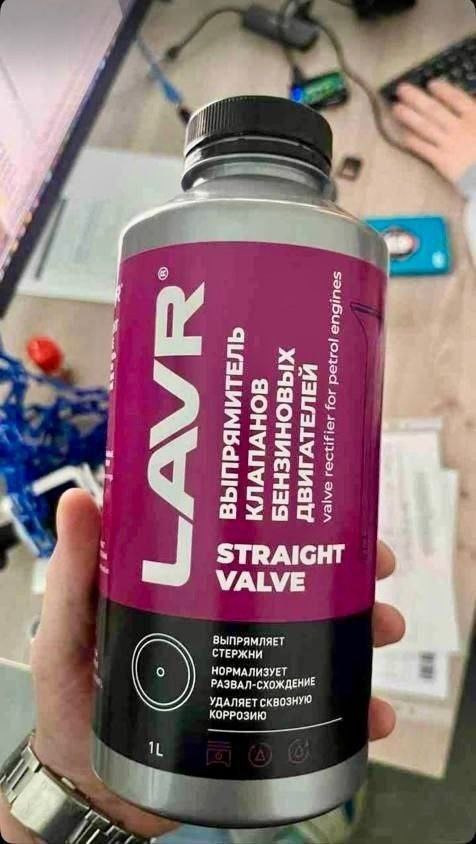 LAVR®
ВЫПРЯМИТЕЛЬ
КЛАПАНОВ
БЕНЗИНОВЫХ
ДВИГАТЕЛЕЙ
valve rectifier for petrol engines
STRAIGHT
VALVE
ВЫПРЯМЛЯЕТ
СТЕРЖНИ
НОРМАЛИЗУЕТ
РАЗВАЛ-СХОЖДЕНИЕ
УДАЛЯЕТ СКВОЗНУЮ
КОРРОЗИЮ
1L